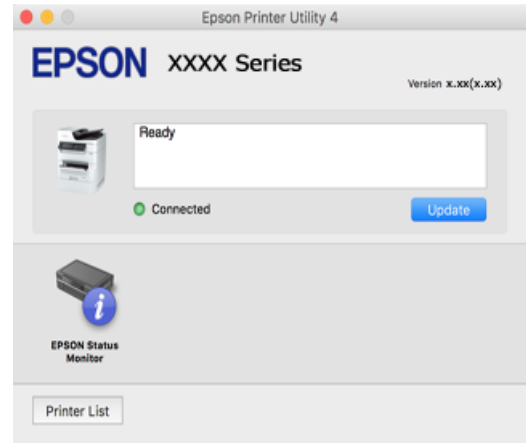 Epson Printer Utility 4
EPSON XXXX Series
Version x.xx(x.xx)
Ready
Connected
Update
i
EPSON Status
Monitor
Printer List